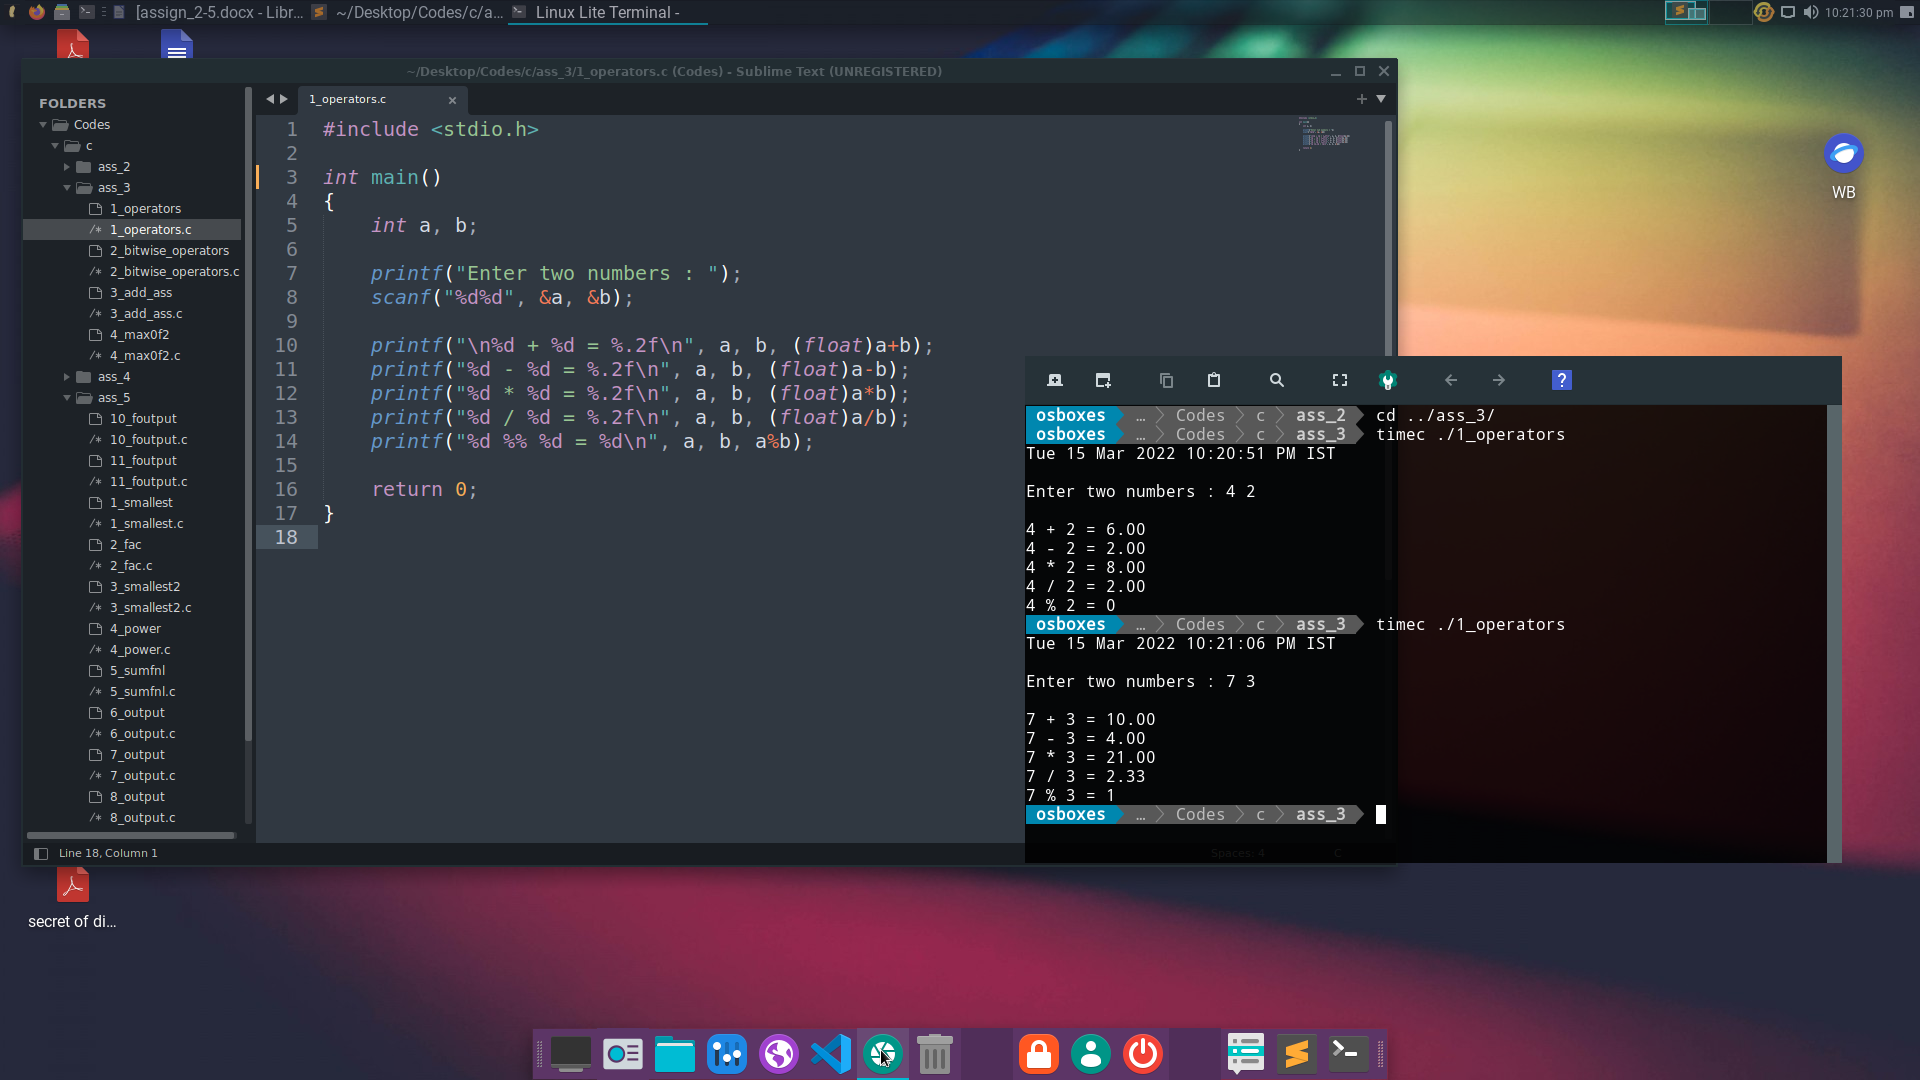 [assign_2-5.docx - Libr... ~/Desktop/Codes/c/a... Linux Lite Terminal - 10:21:30 pm
~/Desktop/Codes/c/ass_3/1_operators.c (Codes) - Sublime Text (UNREGISTERED)
FOLDERS
Codes
c
ass_2
ass_3
1_operators
/* 1_operators.c
2_bitwise_operators
/* 2_bitwise_operators.c
3_add_ass
/* 3_add_ass.c
4_max0f2
/* 4_max0f2.c
ass_4
ass_5
10_foutput
/* 10_foutput.c
11_foutput
/* 11_foutput.c
1_smallest
/* 1_smallest.c
2_fac
/* 2_fac.c
3_smallest2
/* 3_smallest2.c
4_power
/* 4_power.c
5_sumfnl
/* 5_sumfnl.c
6_output
/* 6_output.c
7_output
/* 7_output.c
8_output
/* 8_output.c
1_operators.c
1 #include <stdio.h>
2
3 int main()
4 {
5 int a, b;
6
7 printf("Enter two numbers : ");
8 scanf("%d%d", &a, &b);
9
10 printf("\n%d + %d = %.2f\n", a, b, (float)a+b);
11 printf("%d - %d = %.2f\n", a, b, (float)a-b);
12 printf("%d * %d = %.2f\n", a, b, (float)a*b);
13 printf("%d / %d = %.2f\n", a, b, (float)a/b);
14 printf("%d %% %d = %d\n", a, b, a%b);
15
16 return 0;
17 }
18
Line 18, Column 1
Spaces: 4 C
?
osboxes … Codes c ass_2 cd ../ass_3/
osboxes … Codes c ass_3 timec ./1_operators
Tue 15 Mar 2022 10:20:51 PM IST
Enter two numbers : 4 2
4 + 2 = 6.00
4 - 2 = 2.00
4 * 2 = 8.00
4 / 2 = 2.00
4 % 2 = 0
osboxes … Codes c ass_3 timec ./1_operators
Tue 15 Mar 2022 10:21:06 PM IST
Enter two numbers : 7 3
7 + 3 = 10.00
7 - 3 = 4.00
7 * 3 = 21.00
7 / 3 = 2.33
7 % 3 = 1
osboxes … Codes c ass_3
WB
secret of di...